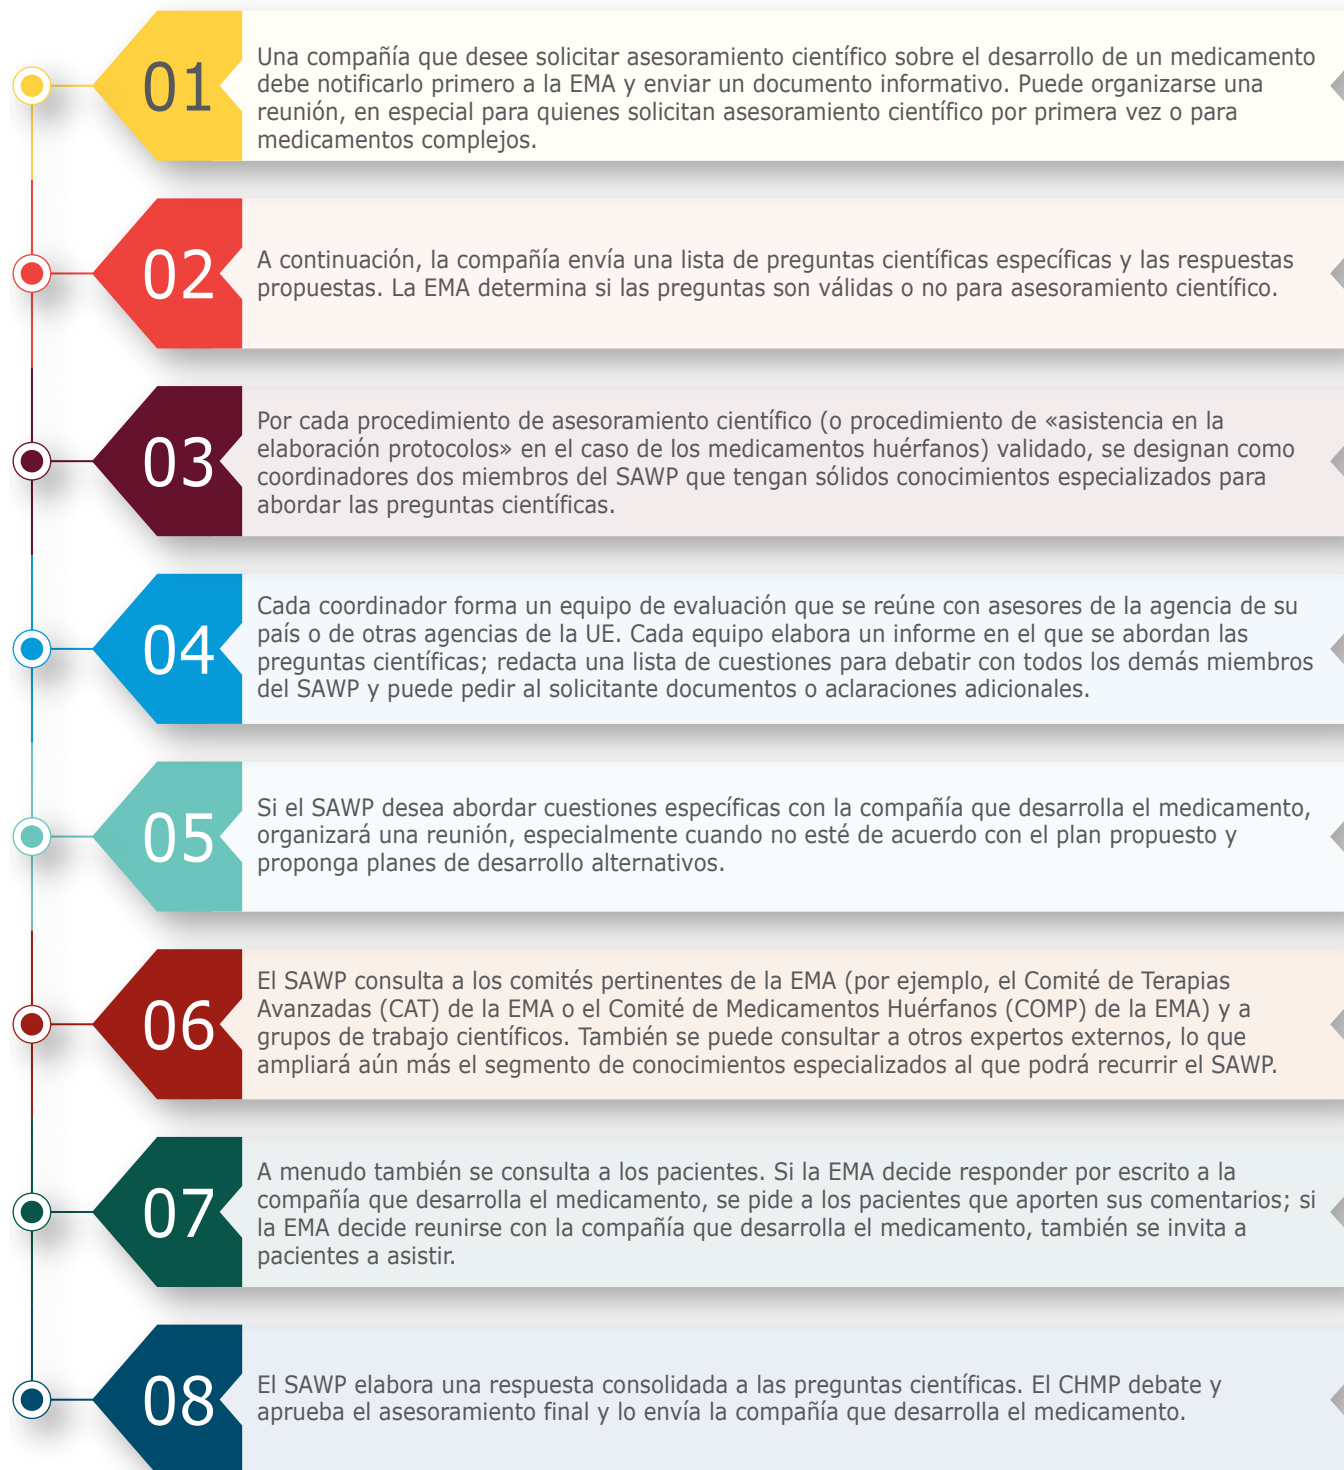 01
Una compañía que desee solicitar asesoramiento científico sobre el desarrollo de un medicamento
debe notificarlo primero a la EMA y enviar un documento informativo. Puede organizarse una
reunión, en especial para quienes solicitan asesoramiento científico por primera vez o para
medicamentos complejos.
02
A continuación, la compañía envía una lista de preguntas científicas específicas y las respuestas
propuestas. La EMA determina si las preguntas son válidas o no para asesoramiento científico.
03
Por cada procedimiento de asesoramiento científico (o procedimiento de «asistencia en la
elaboración protocolos» en el caso de los medicamentos huérfanos) validado, se designan como
coordinadores dos miembros del SAWP que tengan sólidos conocimientos especializados para
abordar las preguntas científicas.
04
Cada coordinador forma un equipo de evaluación que se reúne con asesores de la agencia de su
país o de otras agencias de la UE. Cada equipo elabora un informe en el que se abordan las
preguntas científicas; redacta una lista de cuestiones para debatir con todos los demás miembros
del SAWP y puede pedir al solicitante documentos o aclaraciones adicionales.
05
Si el SAWP desea abordar cuestiones específicas con la compañía que desarrolla el medicamento,
organizará una reunión, especialmente cuando no esté de acuerdo con el plan propuesto y
proponga planes de desarrollo alternativos.
06
El SAWP consulta a los comités pertinentes de la EMA (por ejemplo, el Comité de Terapias
Avanzadas (CAT) de la EMA o el Comité de Medicamentos Huérfanos (COMP) de la EMA) y a
grupos de trabajo científicos. También se puede consultar a otros expertos externos, lo que
ampliará aún más el segmento de conocimientos especializados al que podrá recurrir el SAWP.
07
A menudo también se consulta a los pacientes. Si la EMA decide responder por escrito a la
compañía que desarrolla el medicamento, se pide a los pacientes que aporten sus comentarios; si
la EMA decide reunirse con la compañía que desarrolla el medicamento, también se invita a
pacientes a asistir.
08
El SAWP elabora una respuesta consolidada a las preguntas científicas. El CHMP debate y
aprueba el asesoramiento final y lo envía la compañía que desarrolla el medicamento.